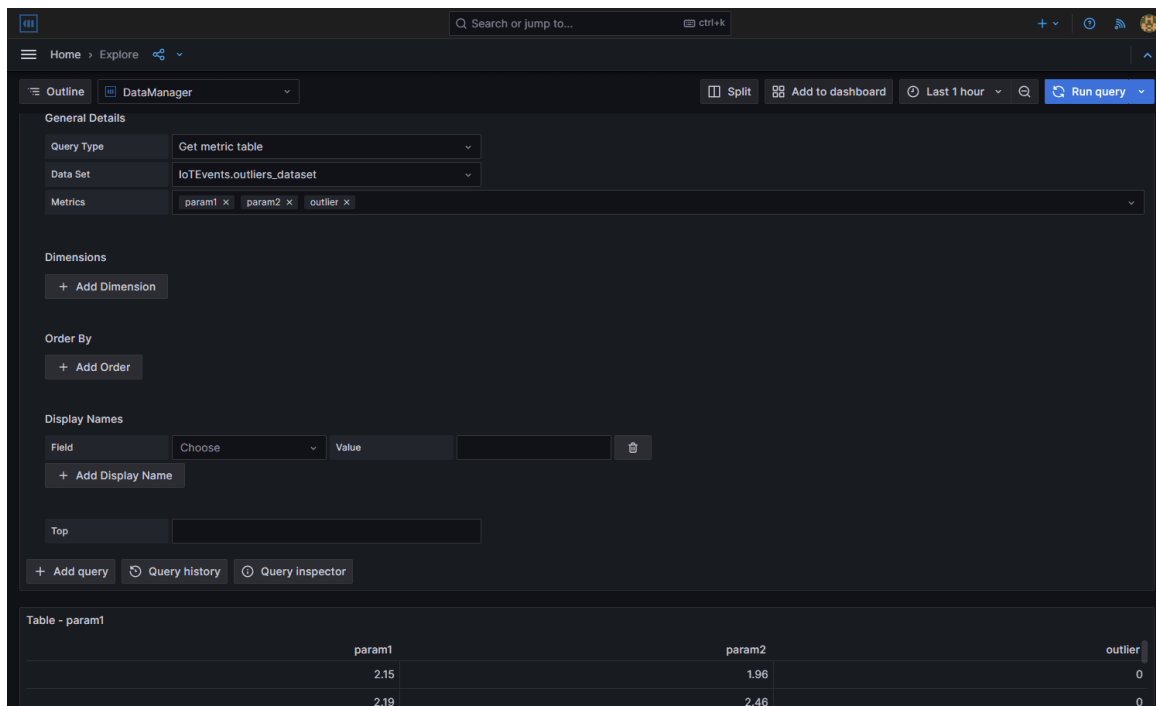 Search or jump to... ctrl+k
Home > Explore
Outline DataManager Split Add to dashboard Last 1 hour Run query
General Details
Query Type Get metric table
Data Set IoTEvents.outliers_dataset
Metrics param1 × param2 × outlier ×
Dimensions
+ Add Dimension
Order By
+ Add Order
Display Names
Field Choose Value
+ Add Display Name
Top
+ Add query Query history Query inspector
Table - param1
param1 param2 outlier
2.15 1.96 0
2.19 2.46 0